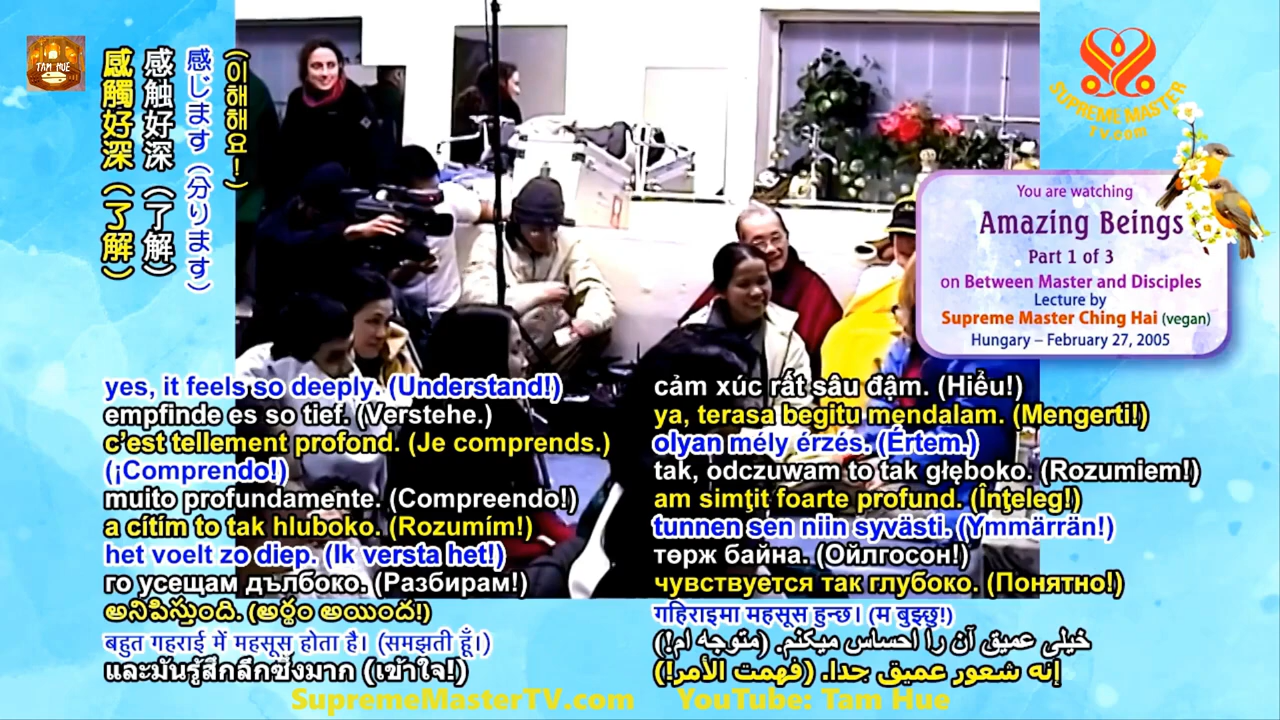 TAM HUE
感觸好深（了解）
感触好深（了解）
感じます（分ります）
(이해해요!)
SUPREME MASTER
TV.com
You are watching
Amazing Beings
Part 1 of 3
on Between Master and Disciples
Lecture by
Supreme Master Ching Hai (vegan)
Hungary – February 27, 2005
yes, it feels so deeply. (Understand!)
empfinde es so tief. (Verstehe.)
c'est tellement profond. (Je comprends.)
(¡Comprendo!)
muito profundamente. (Compreendo!)
a cítím to tak hluboko. (Rozumím!)
het voelt zo diep. (Ik versta het!)
го усещам дълбоко. (Разбирам!)
అనిపిస్తుంది. (అర్థం అయింది!)
बहुत गहराई में महसूस होता है। (समझती हूँ।)
และมันรู้สึกลึกซึ้งมาก (เข้าใจ!)
cảm xúc rất sâu đậm. (Hiểu!)
ya, terasa begitu mendalam. (Mengerti!)
olyan mély érzés. (Értem.)
tak, odczuwam to tak głęboko. (Rozumiem!)
am simţit foarte profund. (Înţeleg!)
tunnen sen niin syvästi. (Ymmärrän!)
төрж байна. (Ойлгосон!)
чувствуется так глубоко. (Понятно!)
गहिराइमा महसूस हुन्छ। (म बुझ्छु!)
خیلی عمیق آن را احساس میکنم. (متوجه ام!)
إنه شعور عميق جدا. (فهمت الأمر!)
SupremeMasterTV.com
YouTube: Tam Hue